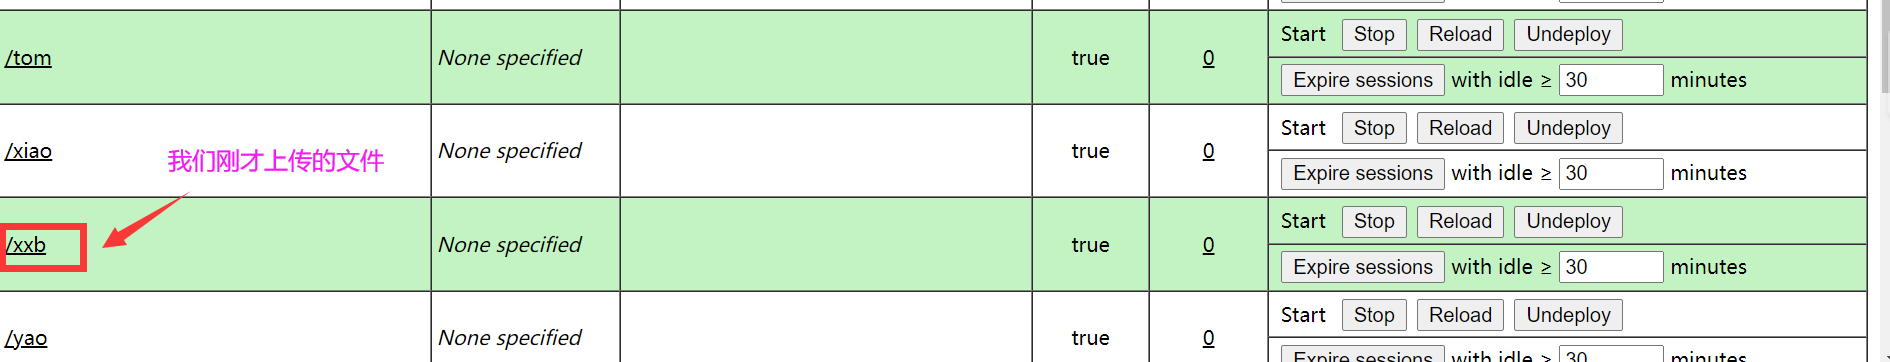 /tom None specified true 0 Start Stop Reload Undeploy
Expire sessions with idle ≥ 30 minutes
/xiao None specified true 0 Start Stop Reload Undeploy
Expire sessions with idle ≥ 30 minutes
我们刚才上传的文件
/xxb None specified true 0 Start Stop Reload Undeploy
Expire sessions with idle ≥ 30 minutes
/yao None specified true 0 Start Stop Reload Undeploy
Expire sessions with idle ≥ 30 minutes